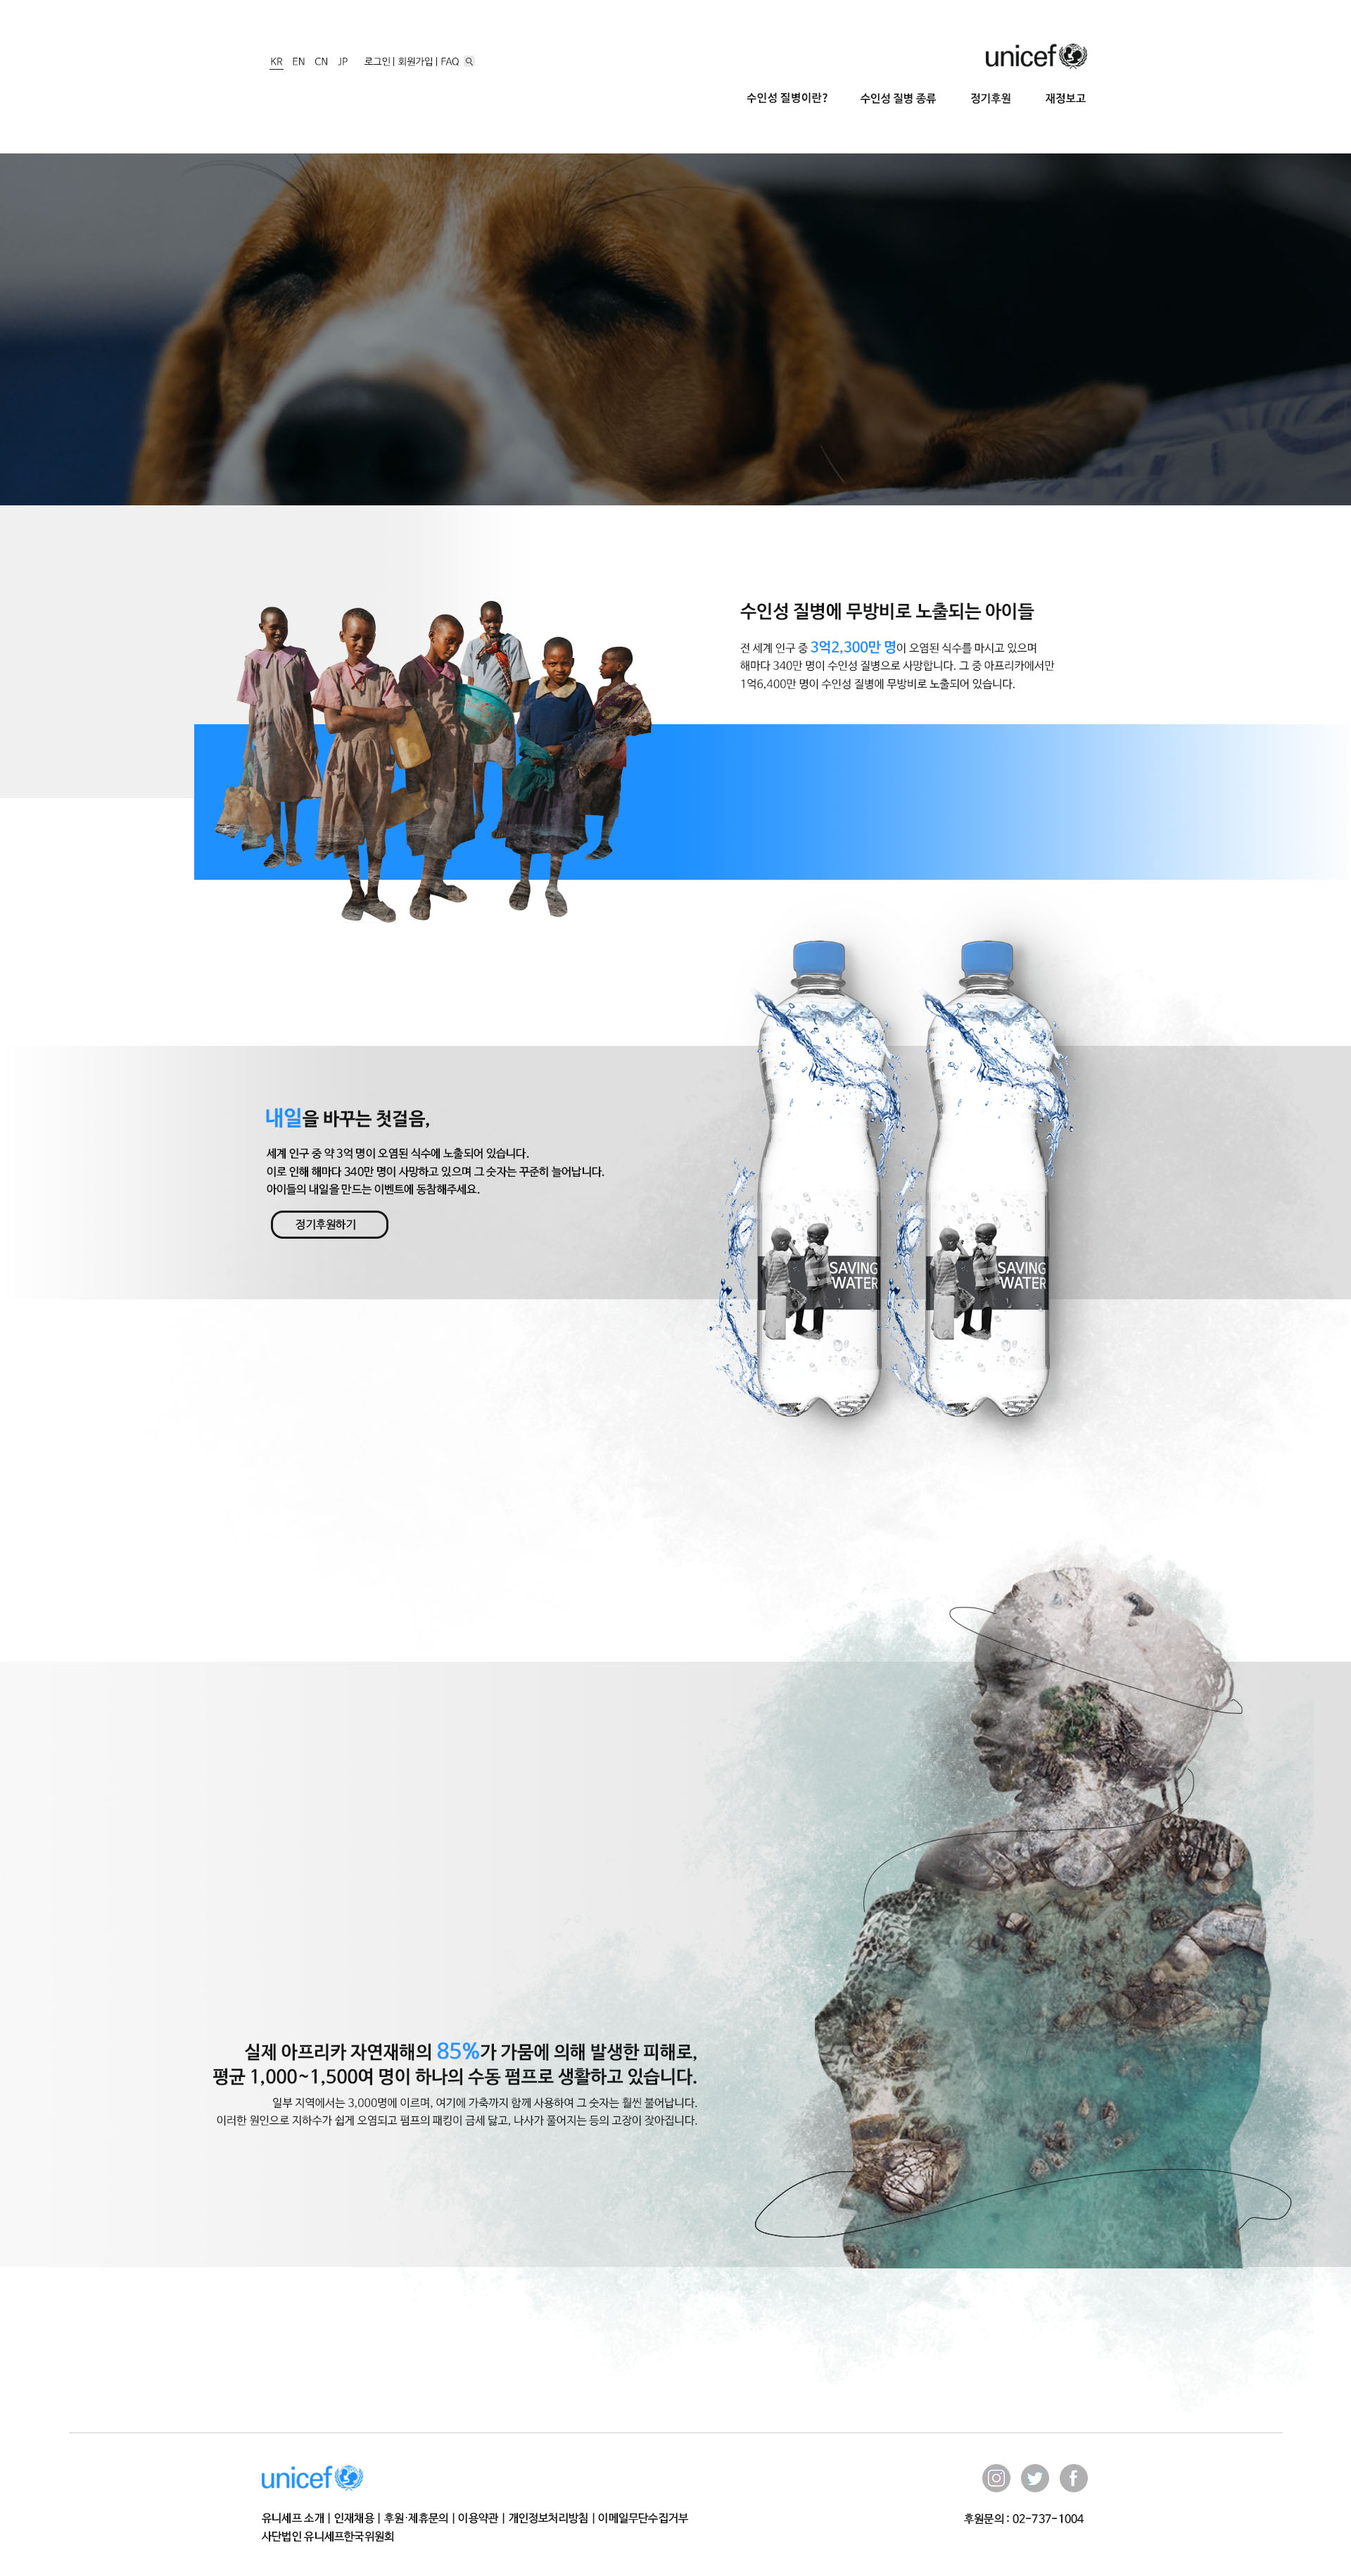 KR EN CN JP 로그인 | 회원가입 | FAQ
unicef
수인성 질병이란? 수인성 질병 종류 정기후원 재정보고
수인성 질병에 무방비로 노출되는 아이들
전 세계 인구 중 3억2,300만 명이 오염된 식수를 마시고 있으며
해마다 340만 명이 수인성 질병으로 사망합니다. 그 중 아프리카에서만
1억6,400만 명이 수인성 질병에 무방비로 노출되어 있습니다.
내일을 바꾸는 첫걸음,
세계 인구 중 약 3억 명이 오염된 식수에 노출되어 있습니다.
이로 인해 해마다 340만 명이 사망하고 있으며 그 숫자는 꾸준히 늘어납니다.
아이들의 내일을 만드는 이벤트에 동참해주세요.
정기후원하기
SAVING
WATER
SAVING
WATER
실제 아프리카 자연재해의 85%가 가뭄에 의해 발생한 피해로,
평균 1,000~1,500여 명이 하나의 수동 펌프로 생활하고 있습니다.
일부 지역에서는 3,000명에 이르며, 여기에 가축까지 함께 사용하여 그 숫자는 훨씬 불어납니다.
이러한 원인으로 지하수가 쉽게 오염되고 펌프의 패킹이 금세 닳고, 나사가 풀어지는 등의 고장이 잦아집니다.
unicef
유니세프 소개 | 인재채용 | 후원·제휴문의 | 이용약관 | 개인정보처리방침 | 이메일무단수집거부
사단법인 유니세프한국위원회
후원문의 : 02-737-1004